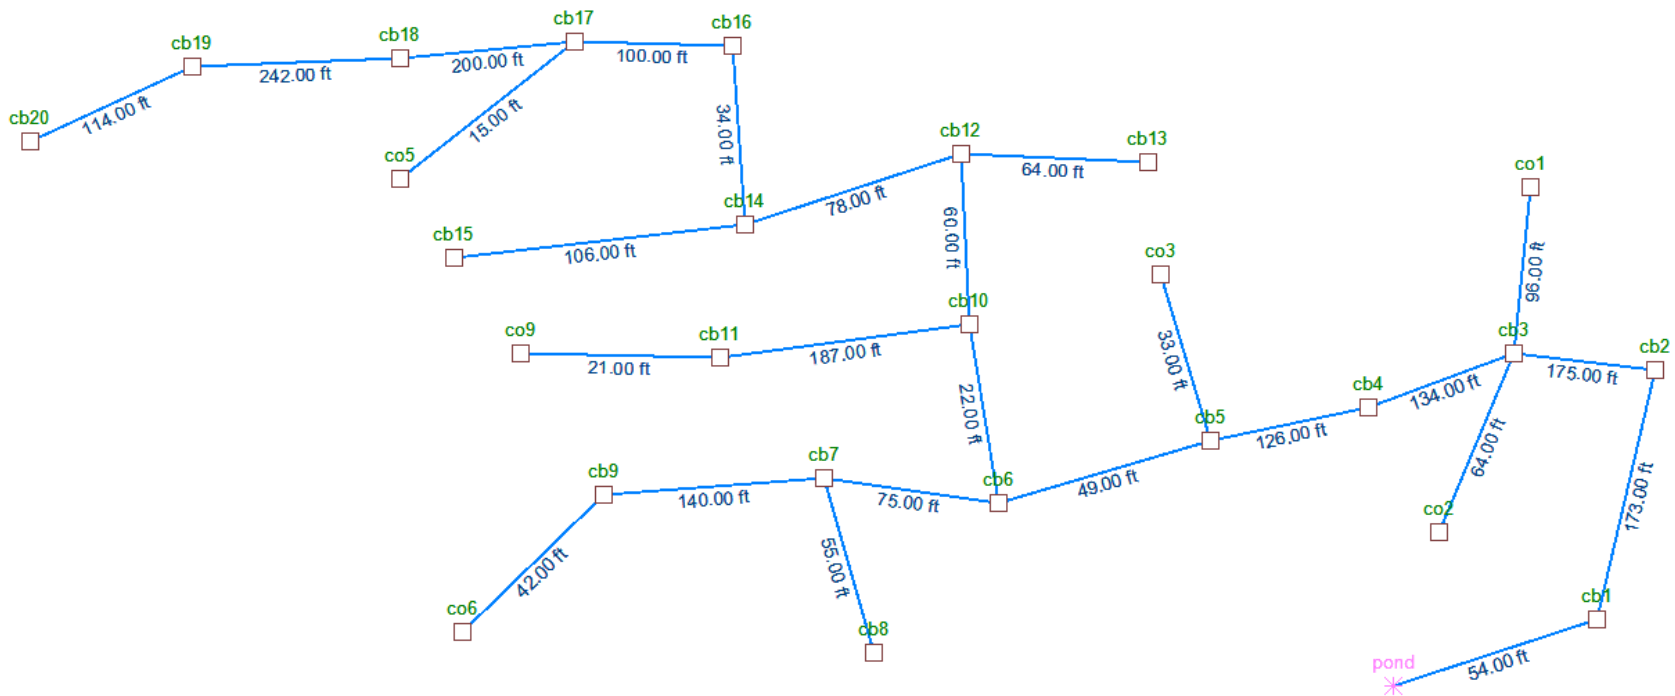 cb17
cb16
cb18
cb19
100.00 ft
200.00 ft
242.00 ft
cb20
114.00 ft
15.00 ft
34.00 ft
co5
cb12
cb13
64.00 ft
co1
cb14
78.00 ft
cb15
106.00 ft
60.00 ft
co3
96.00 ft
cb10
co9
cb11
187.00 ft
21.00 ft
33.00 ft
cb3
cb2
175.00 ft
cb4
134.00 ft
22.00 ft
cb5
126.00 ft
64.00 ft
cb9
cb7
140.00 ft
75.00 ft
cb6
49.00 ft
173.00 ft
co2
55.00 ft
42.00 ft
co6
cb8
cb1
pond
54.00 ft